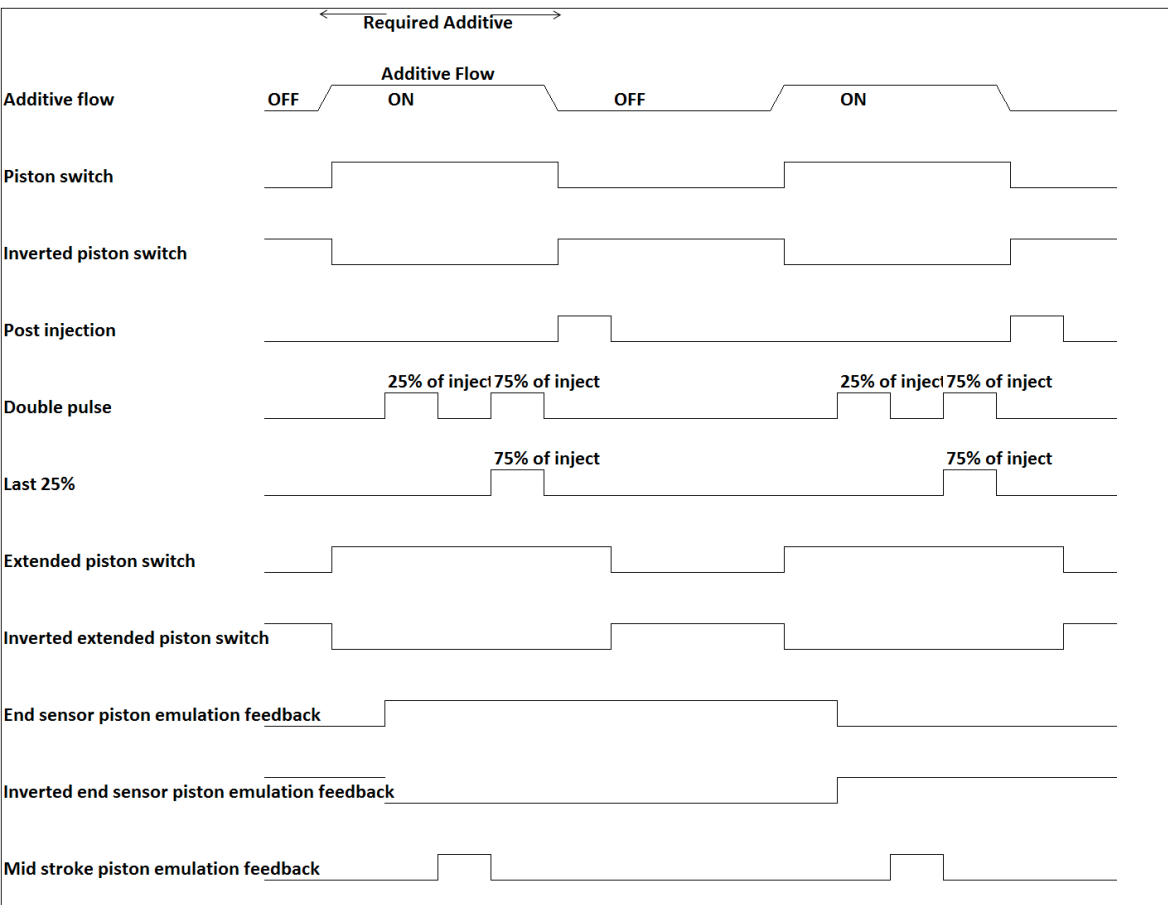 Required Additive
Additive Flow
Additive flow OFF ON OFF ON
Piston switch
Inverted piston switch
Post injection
25% of inject 75% of inject 25% of inject 75% of inject
Double pulse
75% of inject 75% of inject
Last 25%
Extended piston switch
Inverted extended piston switch
End sensor piston emulation feedback
Inverted end sensor piston emulation feedback
Mid stroke piston emulation feedback